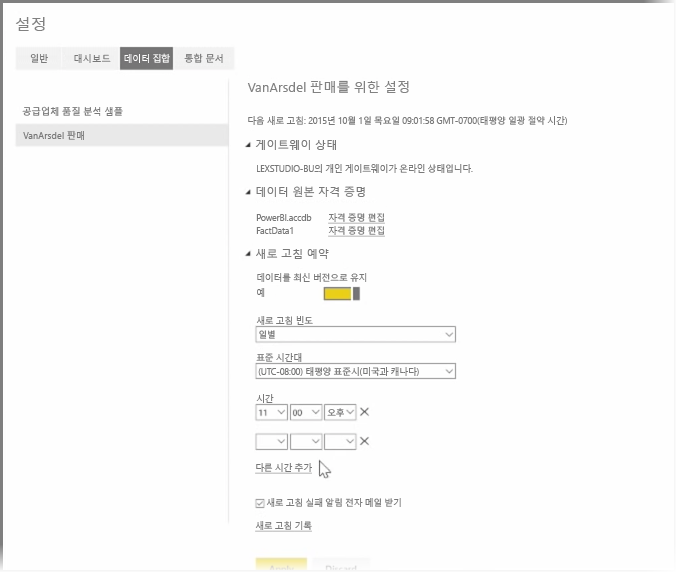 설정
일반 대시보드 데이터 집합 통합 문서
공급업체 품질 분석 샘플
VanArsdel 판매
VanArsdel 판매를 위한 설정
다음 새로 고침: 2015년 10월 1일 목요일 09:01:58 GMT-0700(태평양 일광 절약 시간)
게이트웨이 상태
LEXSTUDIO-BU의 개인 게이트웨이가 온라인 상태입니다.
데이터 원본 자격 증명
PowerBI.accdb 자격 증명 편집
FactData1 자격 증명 편집
새로 고침 예약
데이터를 최신 버전으로 유지
예
새로 고침 빈도
일별
표준 시간대
(UTC-08:00) 태평양 표준시(미국과 캐나다)
시간
11 00 오후
다른 시간 추가
새로 고침 실패 알림 전자 메일 받기
새로 고침 기록
Apply Discard